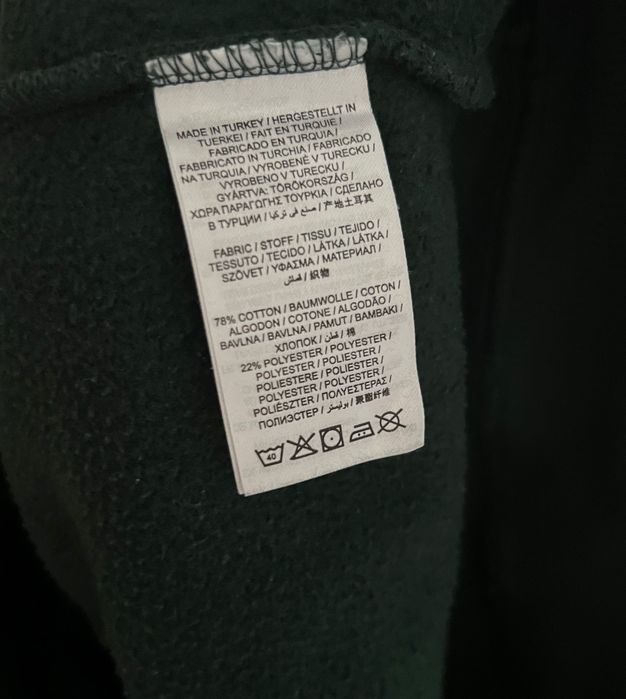 MADE IN TURKEY / HERGESTELLT IN
TUERKEI / FAIT EN TURQUIE /
FABRICADO EN TURQUIA /
FABBRICATO IN TURCHIA / FABRICADO
NA TURQUIA / VYROBENÉ V TURECKU /
VYROBENO V TURECKU /
GYÁRTVA: TÖRÖKORSZÁG /
ΧΩΡΑ ΠΑΡΑΓΩΓΗΣ ΤΟΥΡΚΙΑ / СДЕЛАНО
В ТУРЦИИ / صنع في تركيا / 产地土耳其
FABRIC / STOFF / TISSU / TEJIDO /
TESSUTO / TECIDO / LÁTKA / LÁTKA /
SZÖVET / ΥΦΑΣΜΑ / МАТЕРИАЛ /
قماش / 织物
78% COTTON / BAUMWOLLE / COTON /
ALGODON / COTONE / ALGODÃO /
BAVLNA / BAVLNA / PAMUT / BAMBAKI /
ХЛОПОК / قطن / 棉
22% POLYESTER / POLYESTER /
POLYESTER / POLIESTER /
POLIESTERE / POLIESTER /
POLYESTER / POLYESTER /
POLIÉSZTER / ΠΟΛΥΕΣΤΕΡΑΣ /
ПОЛИЭСТЕР / بوليستر / 聚酯纤维
40